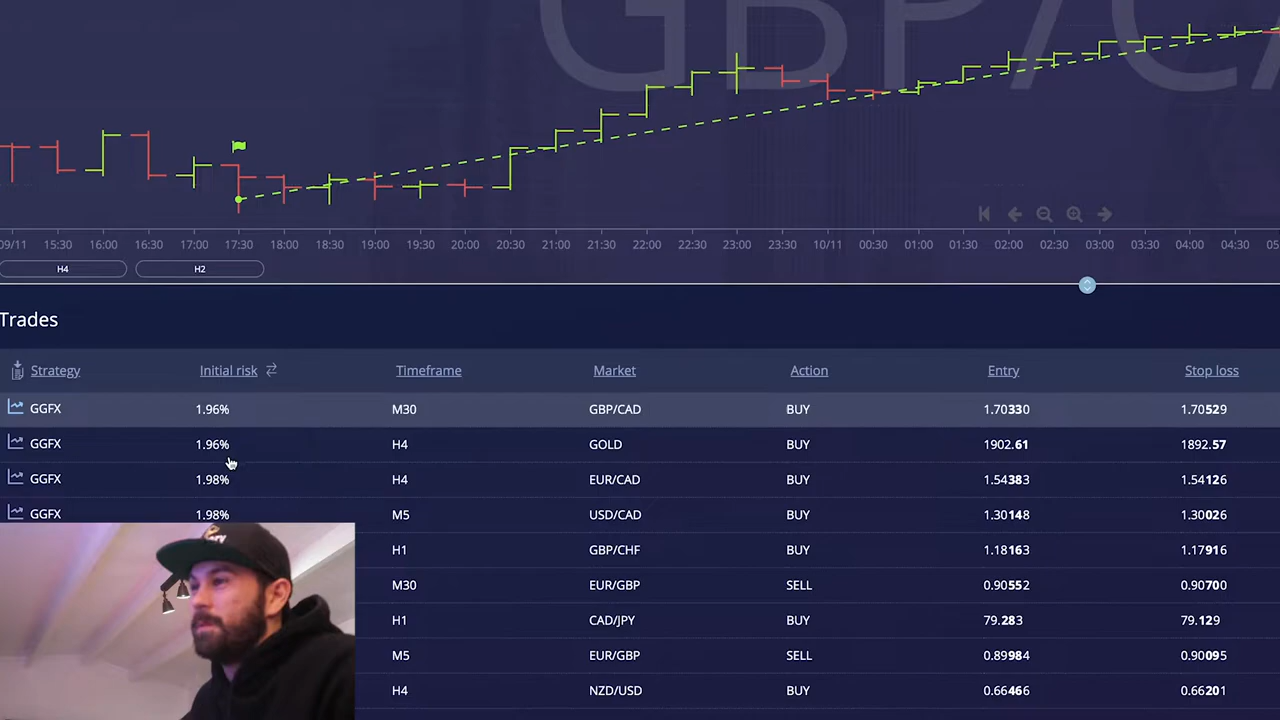 GBP/CA
09/11 15:30 16:00 16:30 17:00 17:30 18:00 18:30 19:00 19:30 20:00 20:30 21:00 21:30 22:00 22:30 23:00 23:30 10/11 00:30 01:00 01:30 02:00 02:30 03:00 03:30 04:00 04:30 05
H4 H2
Trades
Strategy Initial risk Timeframe Market Action Entry Stop loss
GGFX 1.96% M30 GBP/CAD BUY 1.70330 1.70529
GGFX 1.96% H4 GOLD BUY 1902.61 1892.57
GGFX 1.98% H4 EUR/CAD BUY 1.54383 1.54126
GGFX 1.98% M5 USD/CAD BUY 1.30148 1.30026
H1 GBP/CHF BUY 1.18163 1.17916
M30 EUR/GBP SELL 0.90552 0.90700
H1 CAD/JPY BUY 79.283 79.129
M5 EUR/GBP SELL 0.89984 0.90095
H4 NZD/USD BUY 0.66466 0.66201